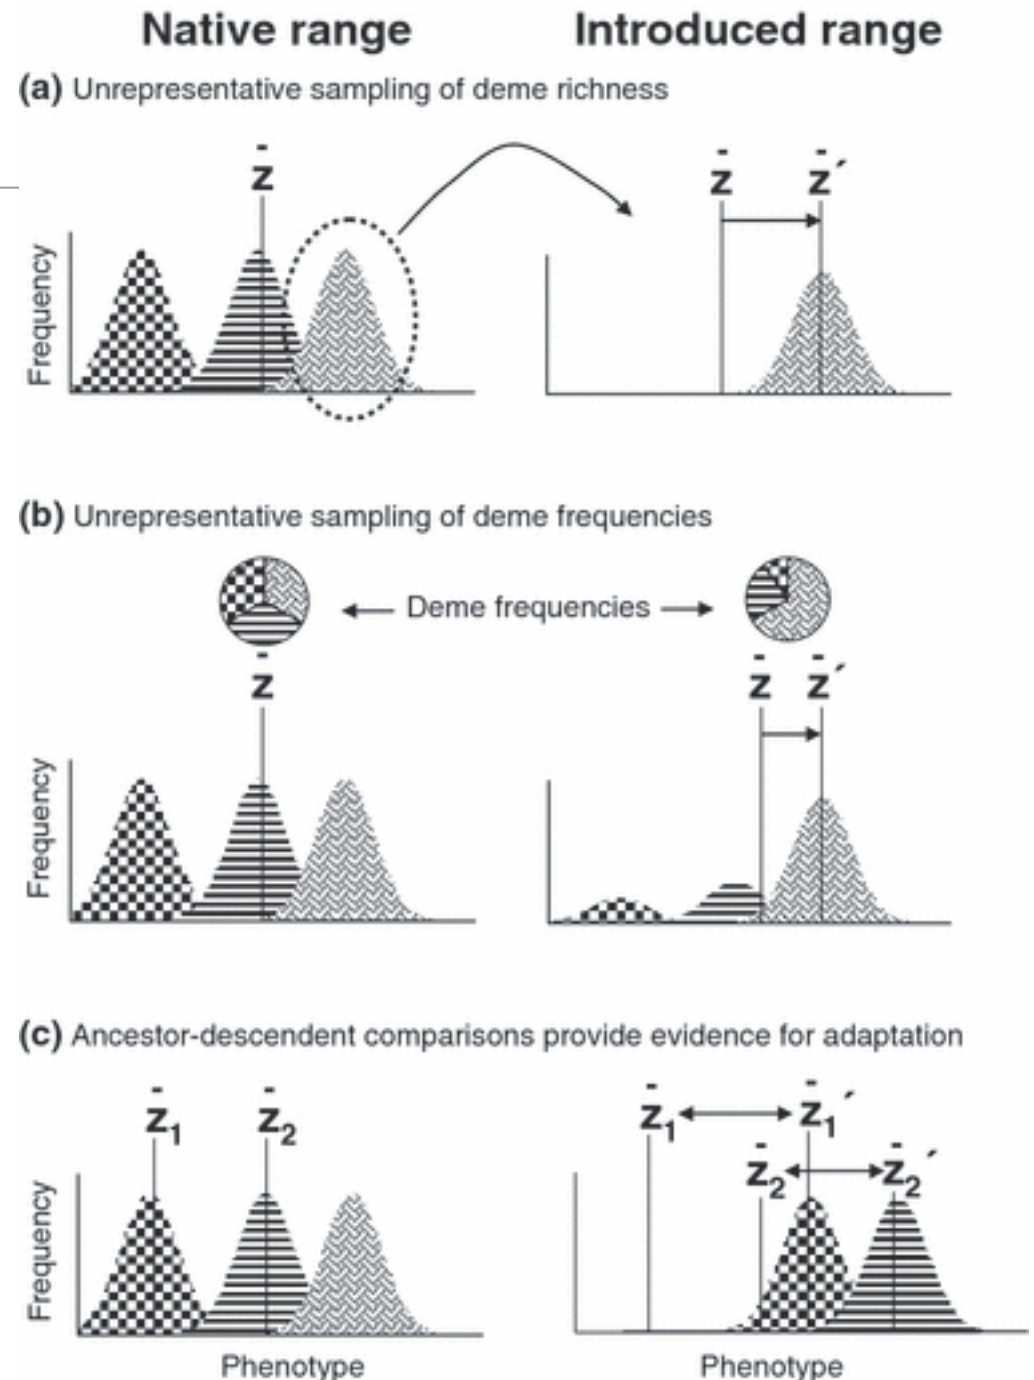 Native range Introduced range
(a) Unrepresentative sampling of deme richness
z̄ z̄ z̄´
Frequency
(b) Unrepresentative sampling of deme frequencies
Deme frequencies
z̄ z̄ z̄´
Frequency
(c) Ancestor-descendent comparisons provide evidence for adaptation
z̄₁ z̄₂ z̄₁ z̄₁´
z̄₂ z̄₂´
Frequency
Phenotype Phenotype